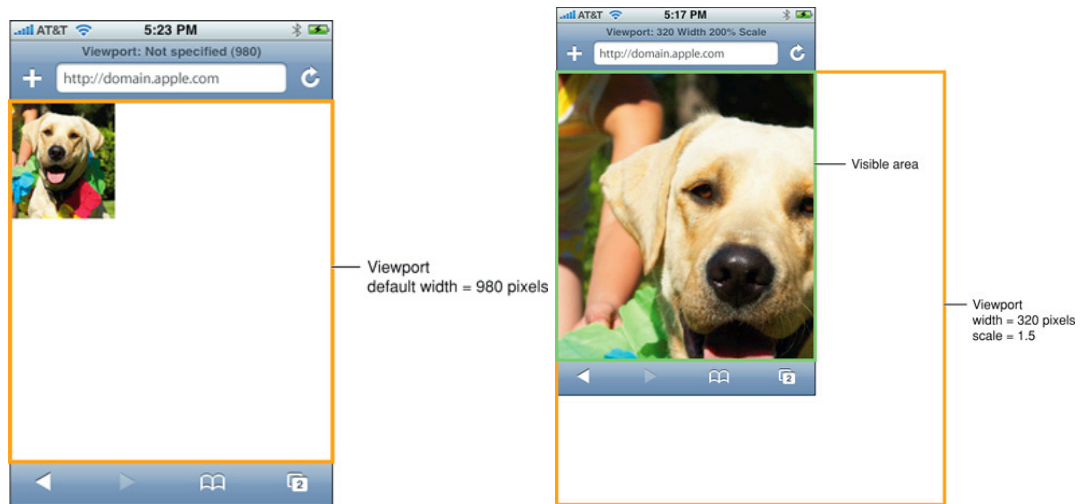 AT&T 5:23 PM
Viewport: Not specified (980)
http://domain.apple.com
2
Viewport
default width = 980 pixels
AT&T 5:17 PM
Viewport: 320 Width 200% Scale
http://domain.apple.com
Visible area
Viewport
width = 320 pixels
scale = 1.5
2